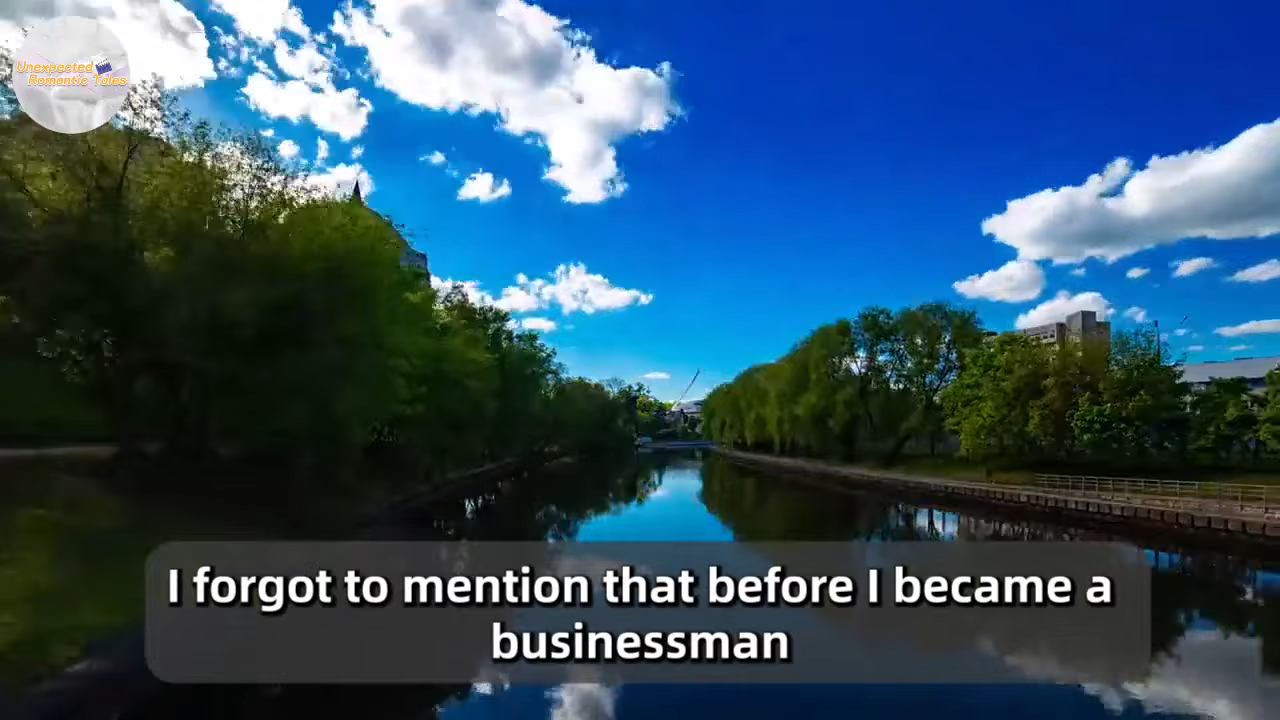 Unexpected
Romantic Tales
I forgot to mention that before I became a
businessman